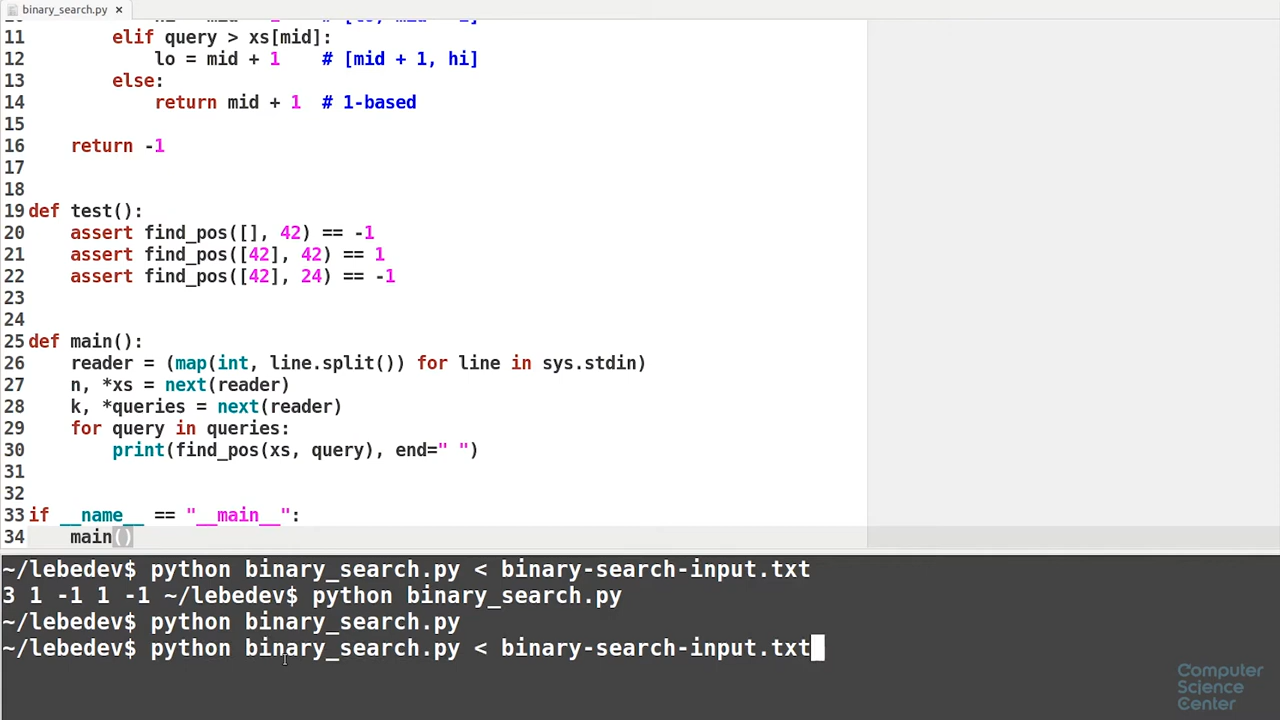 binary_search.py ×
11 elif query > xs[mid]:
12 lo = mid + 1 # [mid + 1, hi]
13 else:
14 return mid + 1 # 1-based
15
16 return -1
17
18
19 def test():
20 assert find_pos([], 42) == -1
21 assert find_pos([42], 42) == 1
22 assert find_pos([42], 24) == -1
23
24
25 def main():
26 reader = (map(int, line.split()) for line in sys.stdin)
27 n, *xs = next(reader)
28 k, *queries = next(reader)
29 for query in queries:
30 print(find_pos(xs, query), end=" ")
31
32
33 if __name__ == "__main__":
34 main()
~/lebedev$ python binary_search.py < binary-search-input.txt
3 1 -1 1 -1 ~/lebedev$ python binary_search.py
~/lebedev$ python binary_search.py
~/lebedev$ python binary_search.py < binary-search-input.txt
Computer
Science
Center